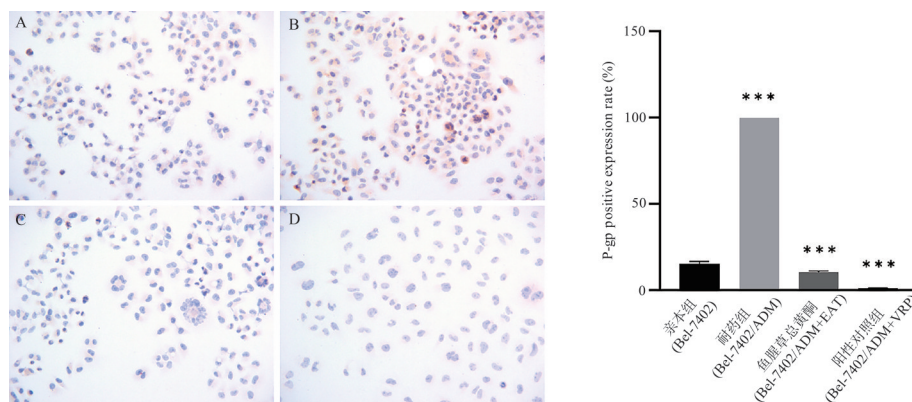 A
B
C
D
P-gp positive expression rate (%)
150
100
50
0
***
***
***
亲本组
(Bel-7402)
耐药组
(Bel-7402/ADM)
鱼腥草总黄酮
(Bel-7402/ADM+EAT)
阳性对照组
(Bel-7402/ADM+VRP)